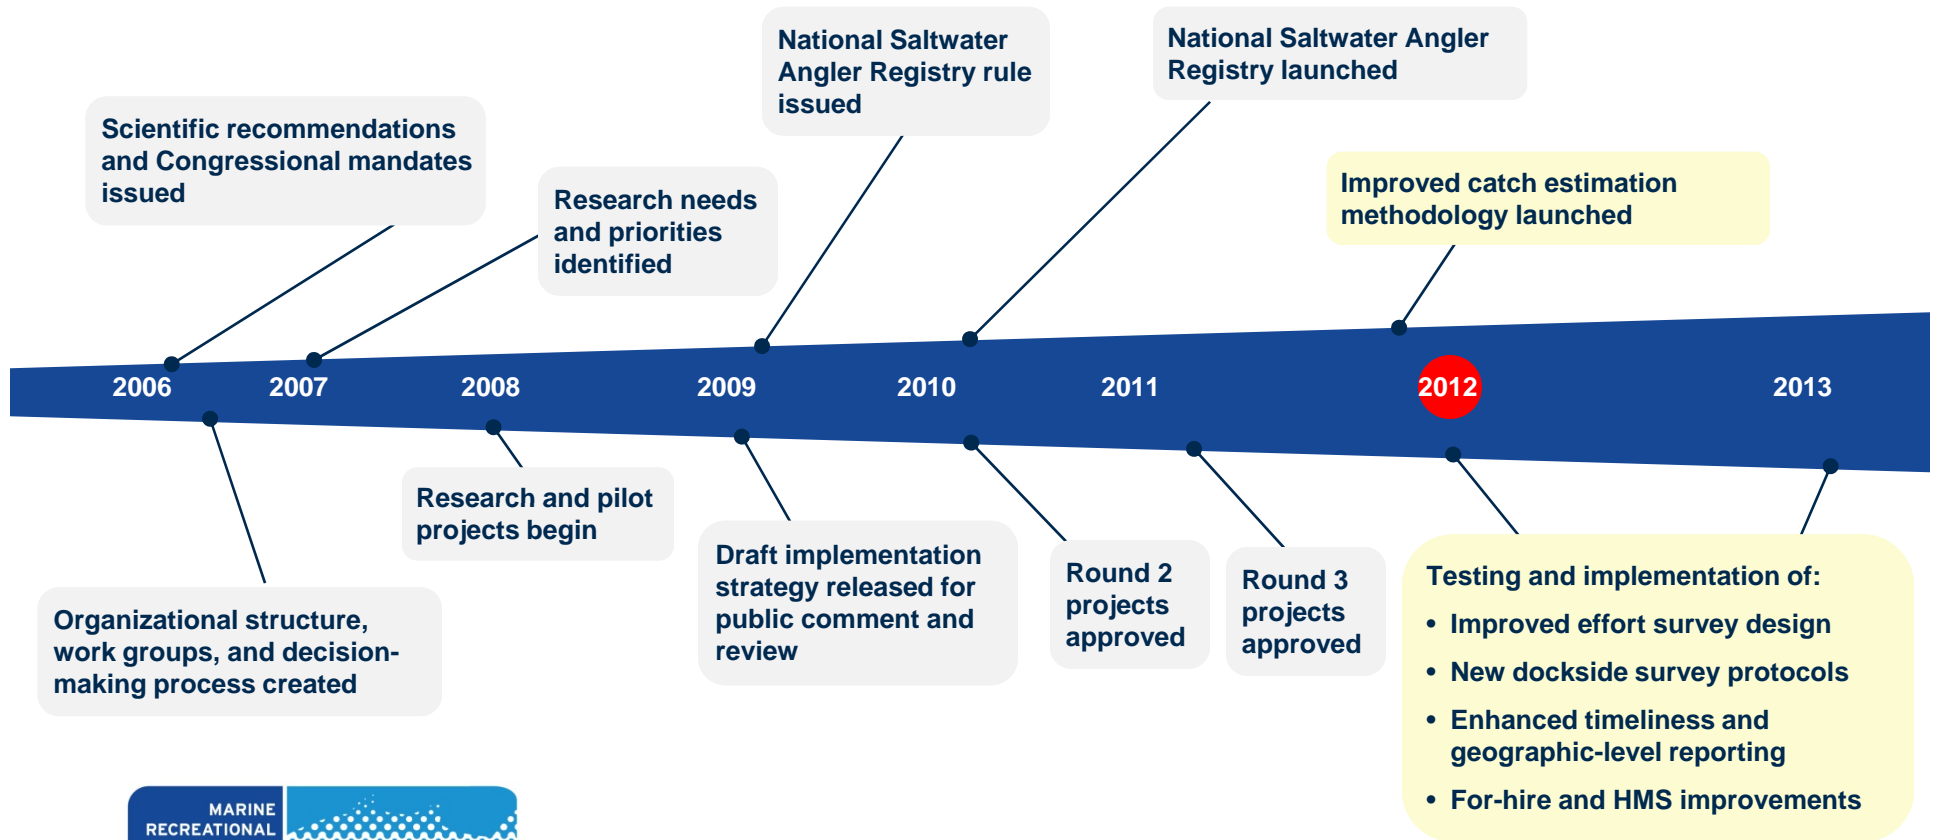 National Saltwater
Angler Registry rule
issued
National Saltwater Angler
Registry launched
Scientific recommendations
and Congressional mandates
issued
Research needs
and priorities
identified
Improved catch estimation
methodology launched
2006
2007
2008
2009
2010
2011
2012
2013
Research and pilot
projects begin
Organizational structure,
work groups, and decision-
making process created
Draft implementation
strategy released for
public comment and
review
Round 2
projects
approved
Round 3
projects
approved
Testing and implementation of:
• Improved effort survey design
• New dockside survey protocols
• Enhanced timeliness and
geographic-level reporting
• For-hire and HMS improvements
MARINE
RECREATIONAL